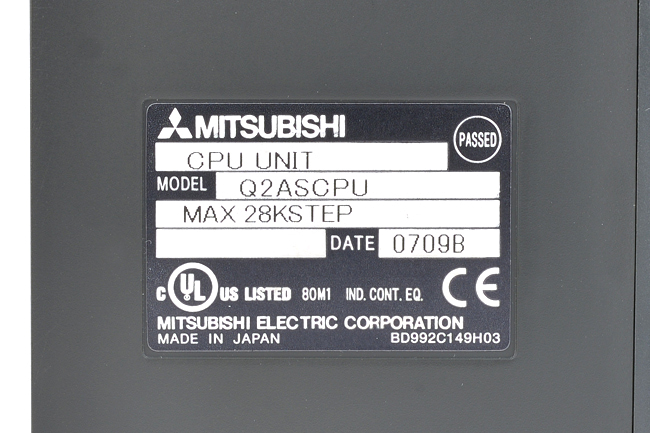 MITSUBISHI
PASSED
CPU UNIT
MODEL Q2ASCPU
MAX 28KSTEP
DATE 0709B
C UL US LISTED 80M1 IND. CONT. EQ. CE
MITSUBISHI ELECTRIC CORPORATION
MADE IN JAPAN BD992C149H03